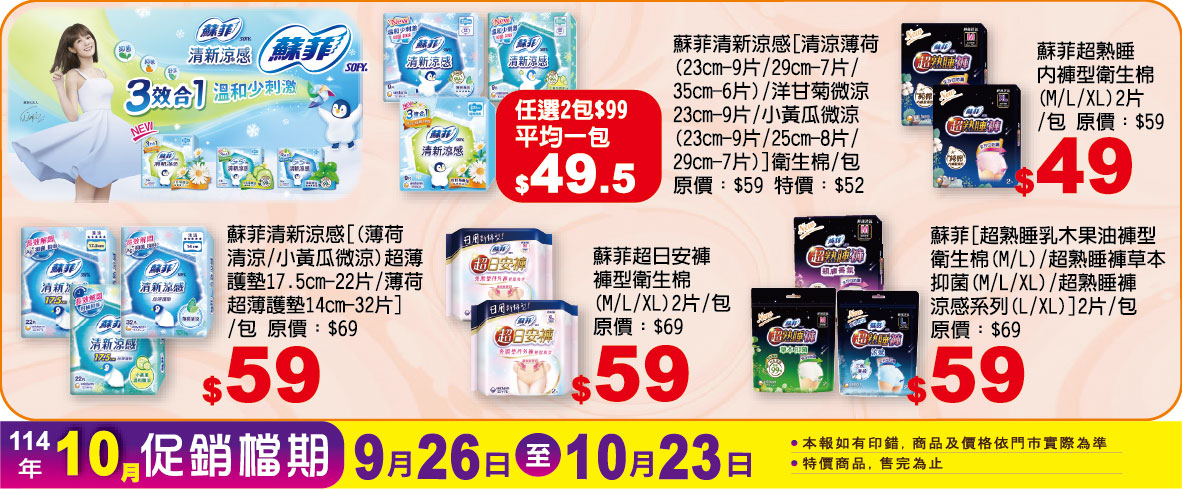 蘇菲
清新涼感
蘇菲
SOFY.
3效合1 溫和少刺激
NEW
任選2包$99
平均一包
$49.5
蘇菲清新涼感[清涼薄荷
(23cm-9片/29cm-7片/
35cm-6片)/洋甘菊微涼
23cm-9片/小黃瓜微涼
(23cm-9片/25cm-8片/
29cm-7片)]衛生棉/包
原價：$59 特價：$52
蘇菲超熟睡
內褲型衛生棉
(M/L/XL)2片
/包 原價：$59
$49
蘇菲清新涼感[(薄荷
清涼/小黃瓜微涼)超薄
護墊17.5cm-22片/薄荷
超薄護墊14cm-32片]
/包 原價：$69
$59
蘇菲超日安褲
褲型衛生棉
(M/L/XL)2片/包
原價：$69
$59
蘇菲[超熟睡乳木果油褲型
衛生棉(M/L)/超熟睡褲草本
抑菌(M/L/XL)/超熟睡褲
涼感系列(L/XL)]2片/包
原價：$69
$59
114年10月促銷檔期 9月26日至10月23日
•本報如有印錯, 商品及價格依門市實際為準
•特價商品, 售完為止